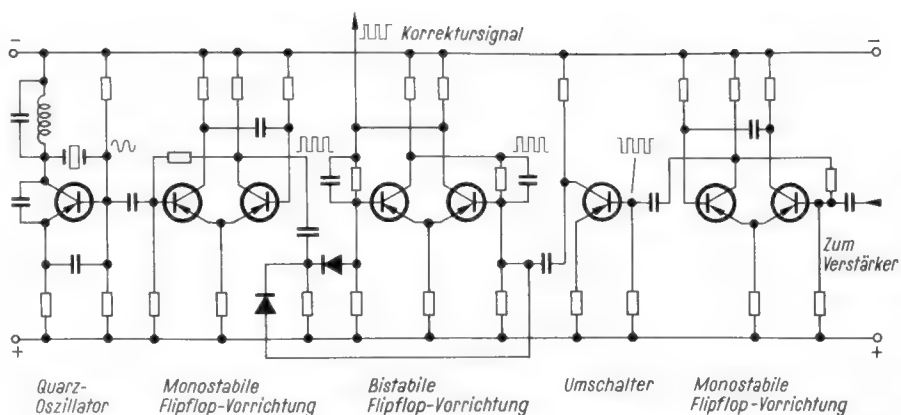 Korrektursignal
−
−
Zum
Verstärker
+
+
Quarz-
Oszillator
Monostabile
Flipflop-Vorrichtung
Bistabile
Flipflop-Vorrichtung
Umschalter
Monostabile
Flipflop-Vorrichtung